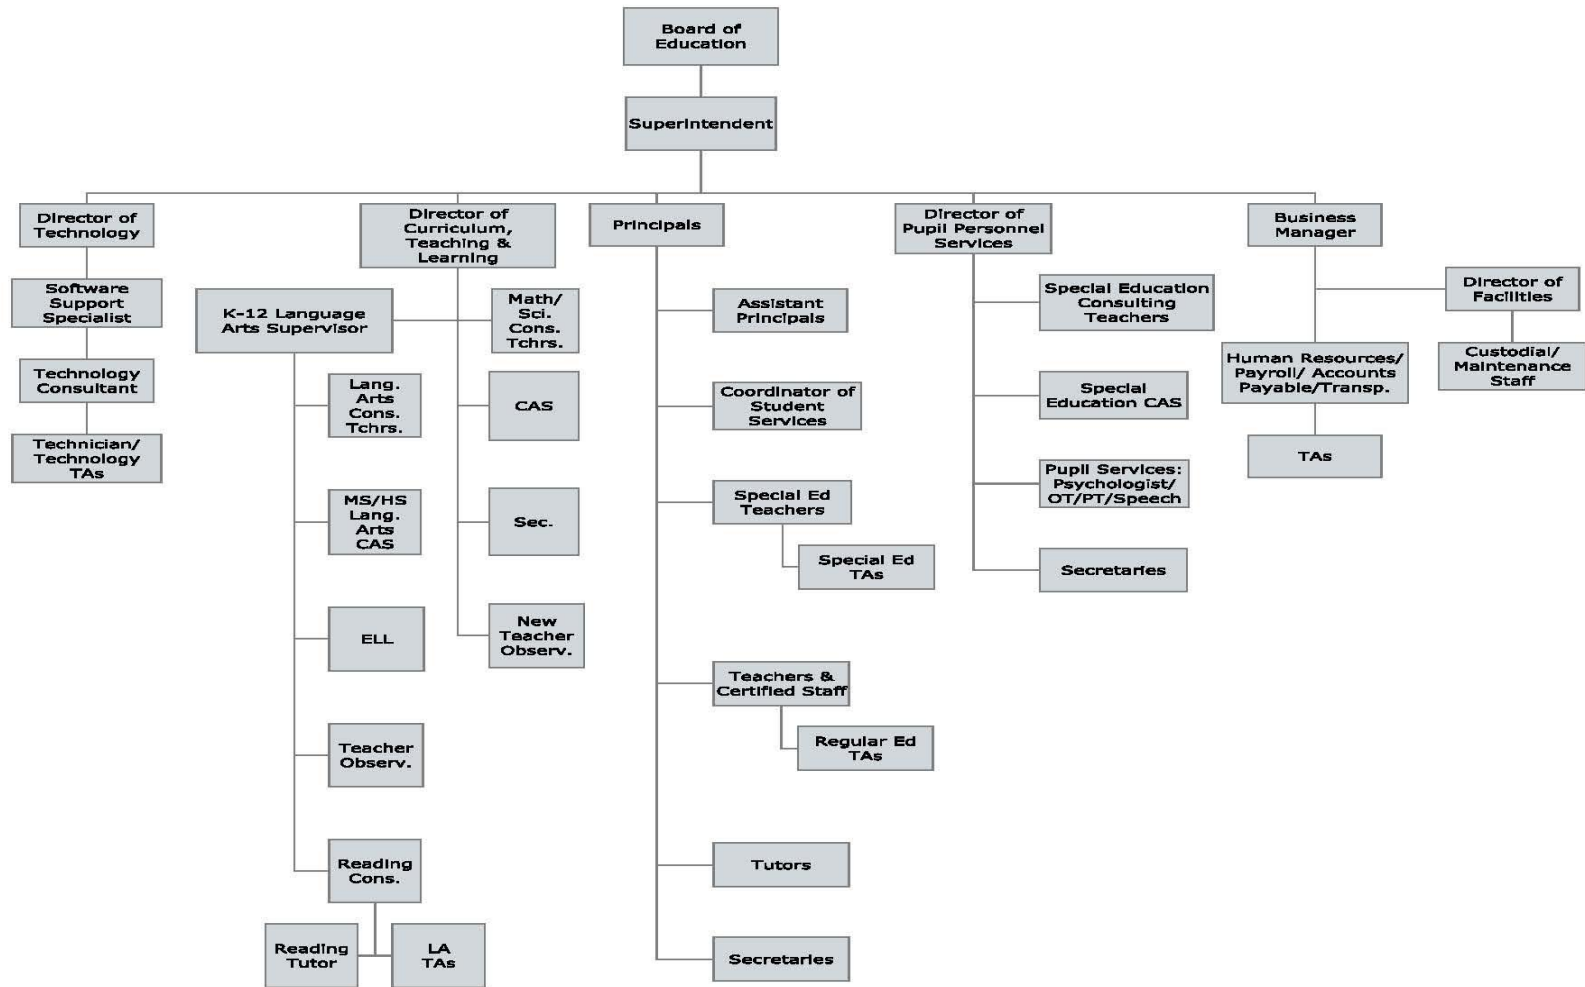 Board of
Education
Superintendent
Director of
Technology
Software
Support
Specialist
Technology
Consultant
Technician/
Technology
TAs
Director of
Curriculum,
Teaching &
Learning
K-12 Language
Arts Supervisor
Lang.
Arts
Cons.
Tchrs.
MS/HS
Lang.
Arts
CAS
ELL
Teacher
Observ.
Reading
Cons.
Reading
Tutor
LA
TAs
Math/
Sci.
Cons.
Tchrs.
CAS
Sec.
New
Teacher
Observ.
Principals
Assistant
Principals
Coordinator of
Student
Services
Special Ed
Teachers
Special Ed
TAs
Teachers &
Certified Staff
Regular Ed
TAs
Tutors
Secretaries
Director of
Pupil Personnel
Services
Special Education
Consulting
Teachers
Special
Education CAS
Pupil Services:
Psychologist/
OT/PT/Speech
Secretaries
Business
Manager
Director of
Facilities
Custodial/
Maintenance
Staff
Human Resources/
Payroll/ Accounts
Payable/Transp.
TAs